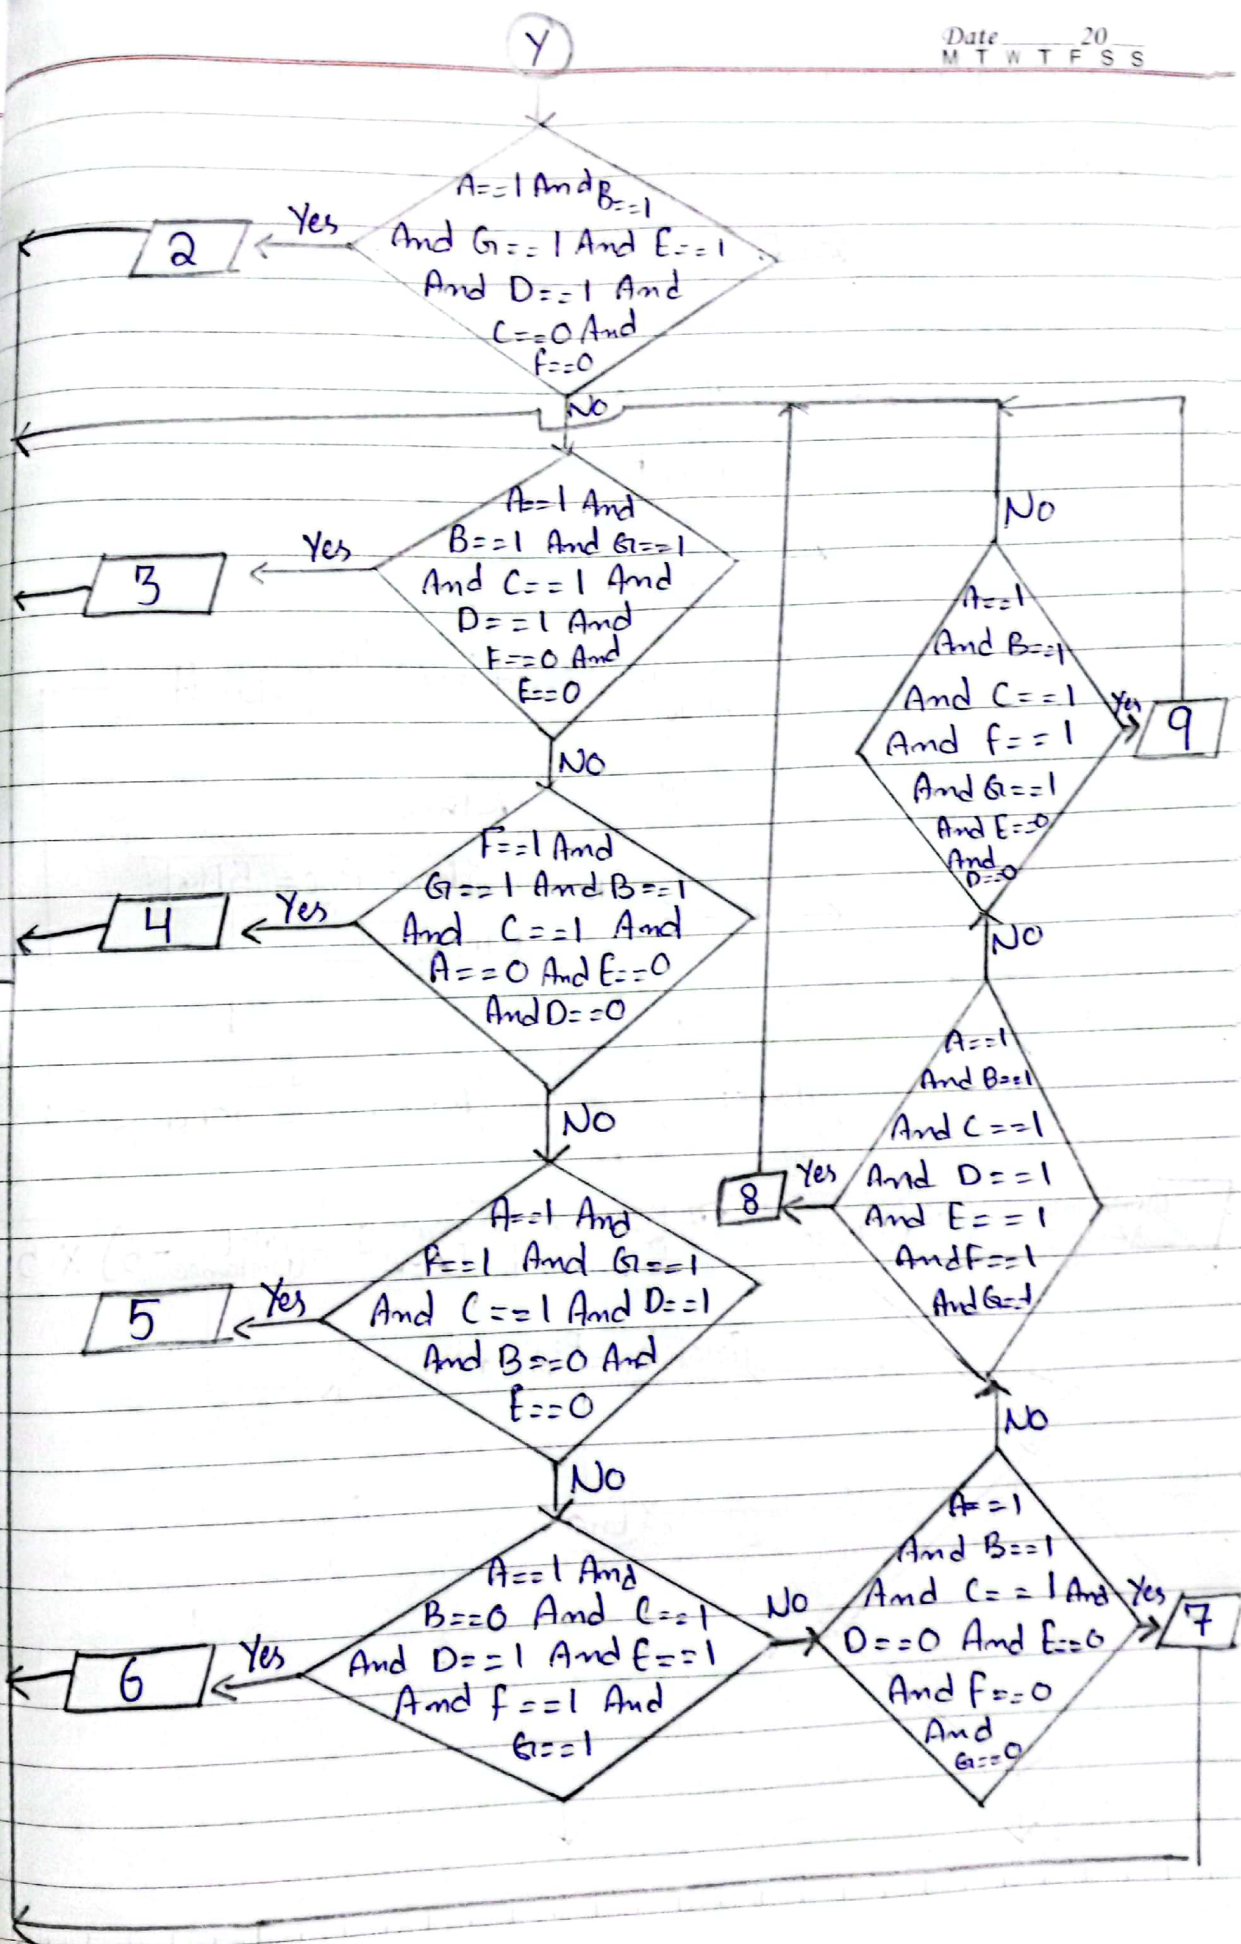 Date 20
M T W T F S S
Y
A==1 And B==1
And G==1 And E==1
And D==1 And
C==0 And
F==0
Yes
2
No
A==1 And
B==1 And G==1
And C==1 And
D==1 And
F==0 And
E==0
Yes
3
NO
F==1 And
G==1 And B==1
And C==1 And
A==0 And E==0
And D==0
Yes
4
NO
A==1 And
F==1 And G==1
And C==1 And D==1
And B==0 And
E==0
Yes
5
NO
A==1 And
B==0 And C==1
And D==1 And E==1
And f==1 And
G==1
Yes
6
NO
A==1
And B==1
And C==1 And
D==0 And E==0
And f==0
And
G==0
Yes
7
NO
A==1
And B==1
And C==1
And D==1
And E==1
And F==1
And G==1
Yes
8
NO
A==1
And B==1
And C==1
And f==1
And G==1
And E==0
And
D==0
Yes
9
NO